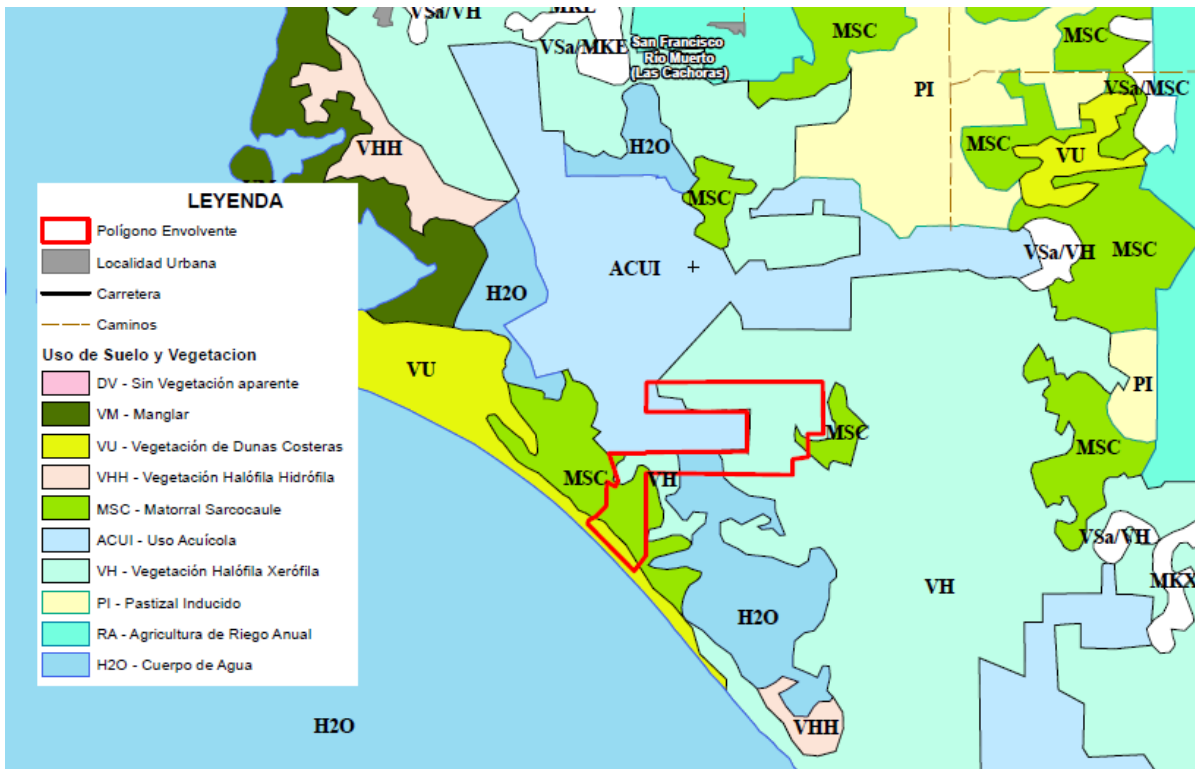 VSa/VH
MKE
VSa/MKE
San Francisco
Rio Muerto
(Las Cachoras)
MSC
MSC
PI
VSa/MSC
VHH
H2O
MSC
VU
MSC
ACUI
VSa/VH
MSC
H2O
VU
PI
MSC
MSC
MSC
VH
VSa/VH
MKX
VH
H2O
VHH
H2O
LEYENDA
Polígono Envolvente
Localidad Urbana
Carretera
Caminos
Uso de Suelo y Vegetacion
DV - Sin Vegetación aparente
VM - Manglar
VU - Vegetación de Dunas Costeras
VHH - Vegetación Halófila Hidrófila
MSC - Matorral Sarcocaule
ACUI - Uso Acuícola
VH - Vegetación Halófila Xerófila
PI - Pastizal Inducido
RA - Agricultura de Riego Anual
H2O - Cuerpo de Agua